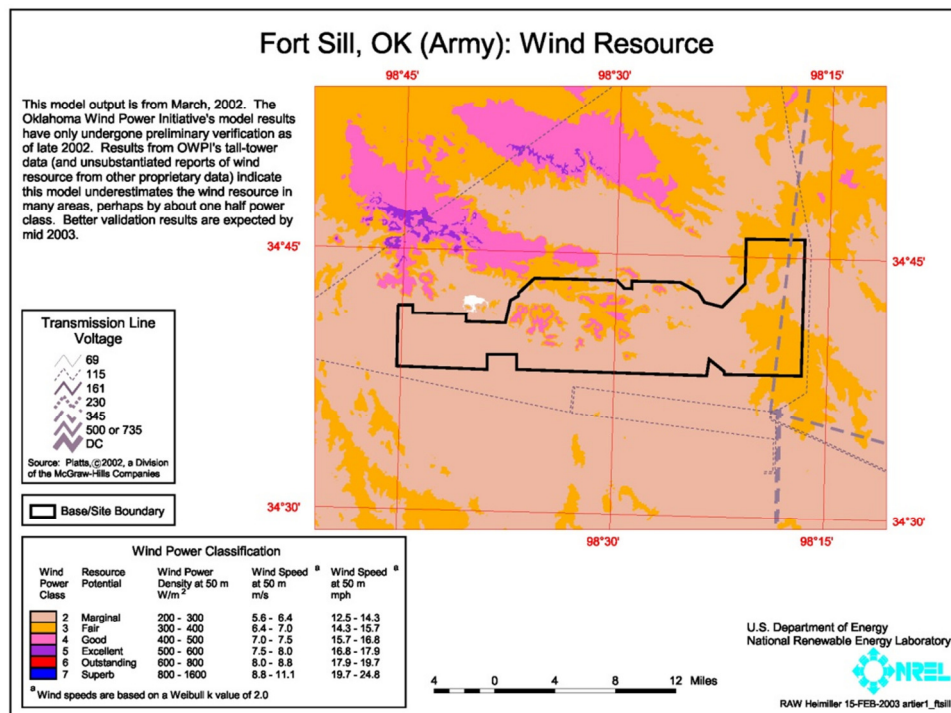 Fort Sill, OK (Army): Wind Resource
98°45' 98°30' 98°15'
This model output is from March, 2002. The
Oklahoma Wind Power Initiative's model results
have only undergone preliminary verification as
of late 2002. Results from OWPI's tall-tower
data (and unsubstantiated reports of wind
resource from other proprietary data) indicate
this model underestimates the wind resource in
many areas, perhaps by about one half power
class. Better validation results are expected by
mid 2003.
34°45' 34°45'
Transmission Line
Voltage
69
115
161
230
345
500 or 735
DC
Source: Platts,©2002, a Division
of the McGraw-Hills Companies
Base/Site Boundary
34°30' 34°30'
98°30' 98°15'
Wind Power Classification
Wind Power Class Resource Potential Wind Power Density at 50 m W/m² Wind Speed a at 50 m m/s Wind Speed a at 50 m mph
2 Marginal 200 - 300 5.6 - 6.4 12.5 - 14.3
3 Fair 300 - 400 6.4 - 7.0 14.3 - 15.7
4 Good 400 - 500 7.0 - 7.5 15.7 - 16.8
5 Excellent 500 - 600 7.5 - 8.0 16.8 - 17.9
6 Outstanding 600 - 800 8.0 - 8.8 17.9 - 19.7
7 Superb 800 - 1600 8.8 - 11.1 19.7 - 24.8
a Wind speeds are based on a Weibull k value of 2.0
4 0 4 8 12 Miles
U.S. Department of Energy
National Renewable Energy Laboratory
NREL
RAW Heimiller 15-FEB-2003 artier1_ftsill